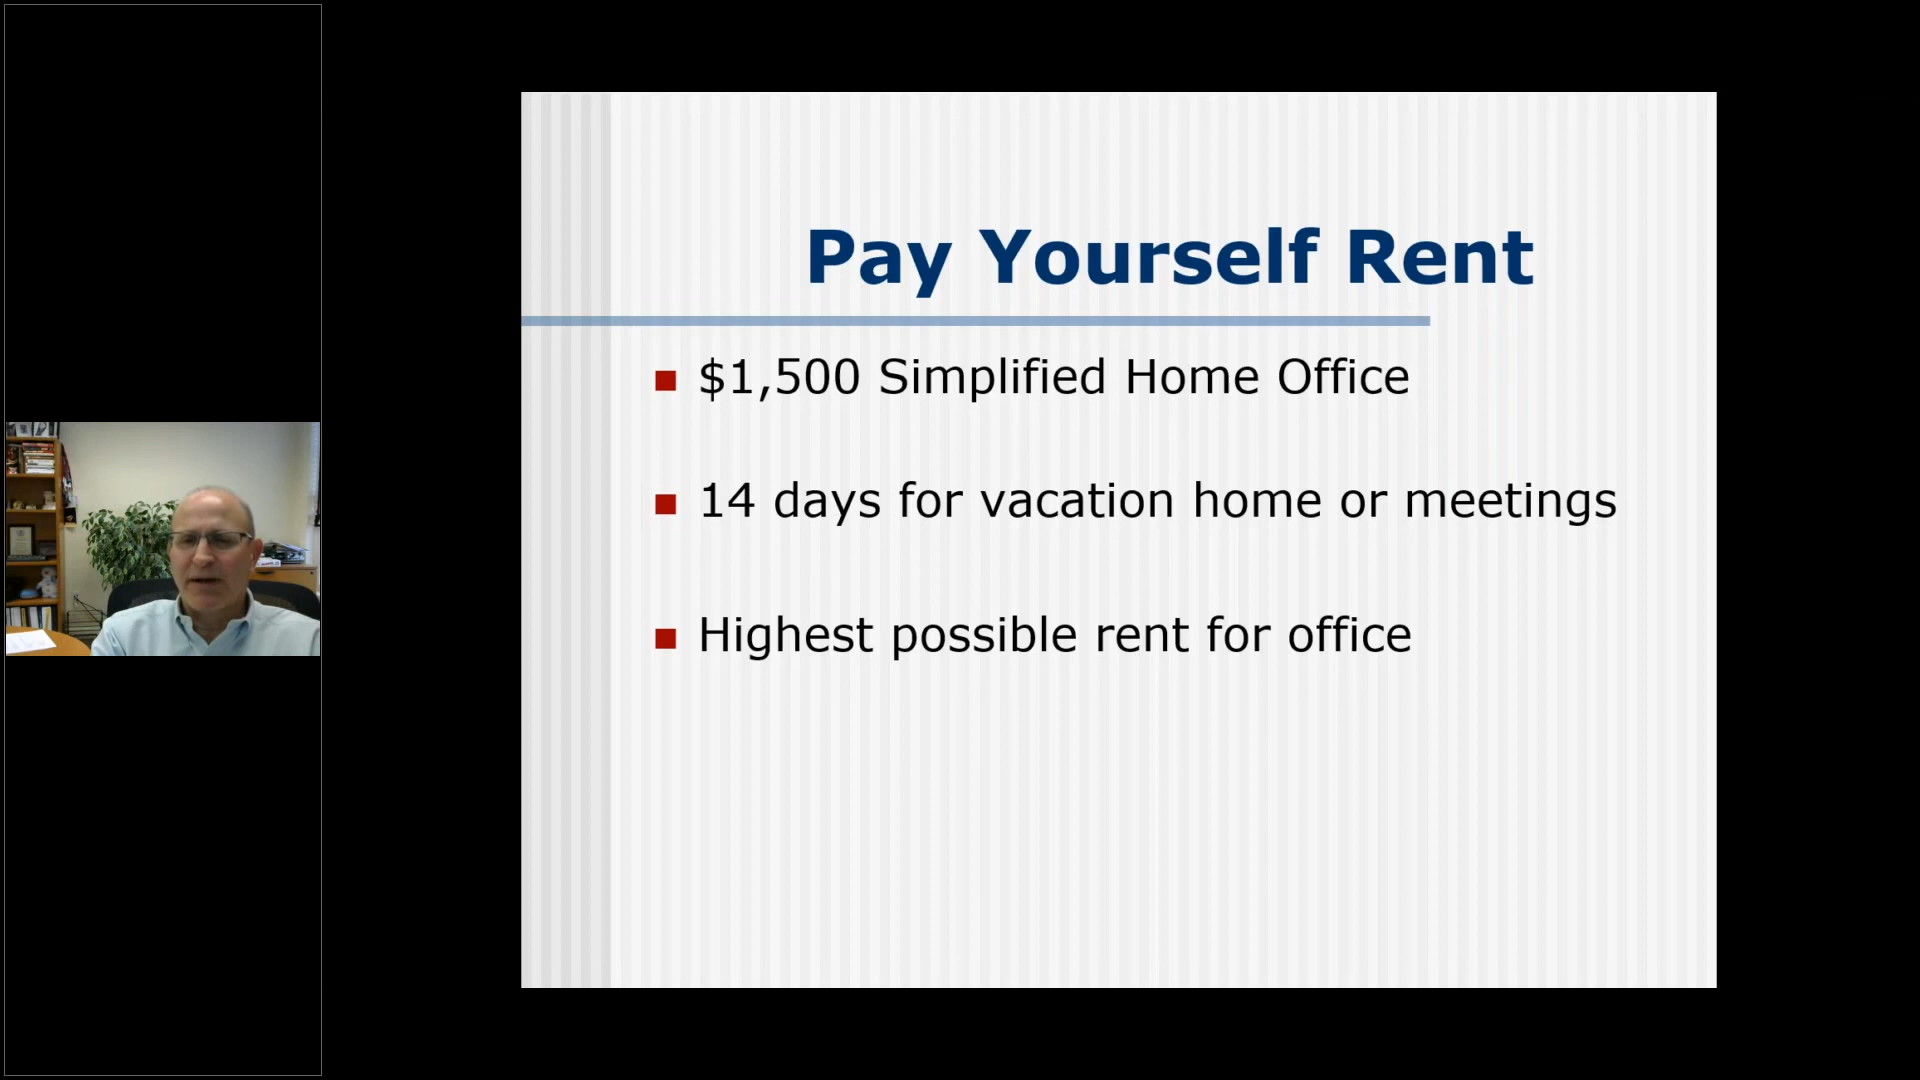 Pay Yourself Rent
$1,500 Simplified Home Office
14 days for vacation home or meetings
Highest possible rent for office